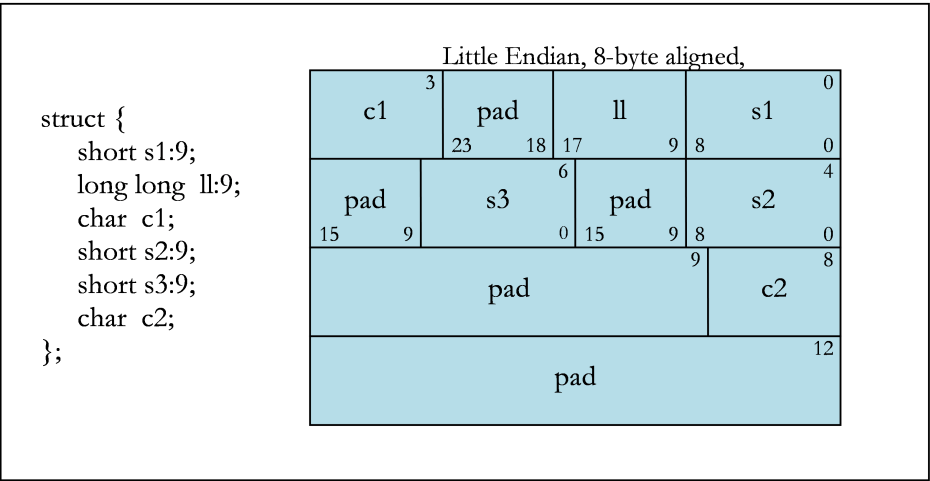 Little Endian, 8-byte aligned,
struct {
short s1:9;
long long ll:9;
char c1;
short s2:9;
short s3:9;
char c2;
};
3 0
c1 pad ll s1
23 18 17 9 8 0
6 4
pad s3 pad s2
15 9 0 15 9 8 0
9 8
pad c2
12
pad